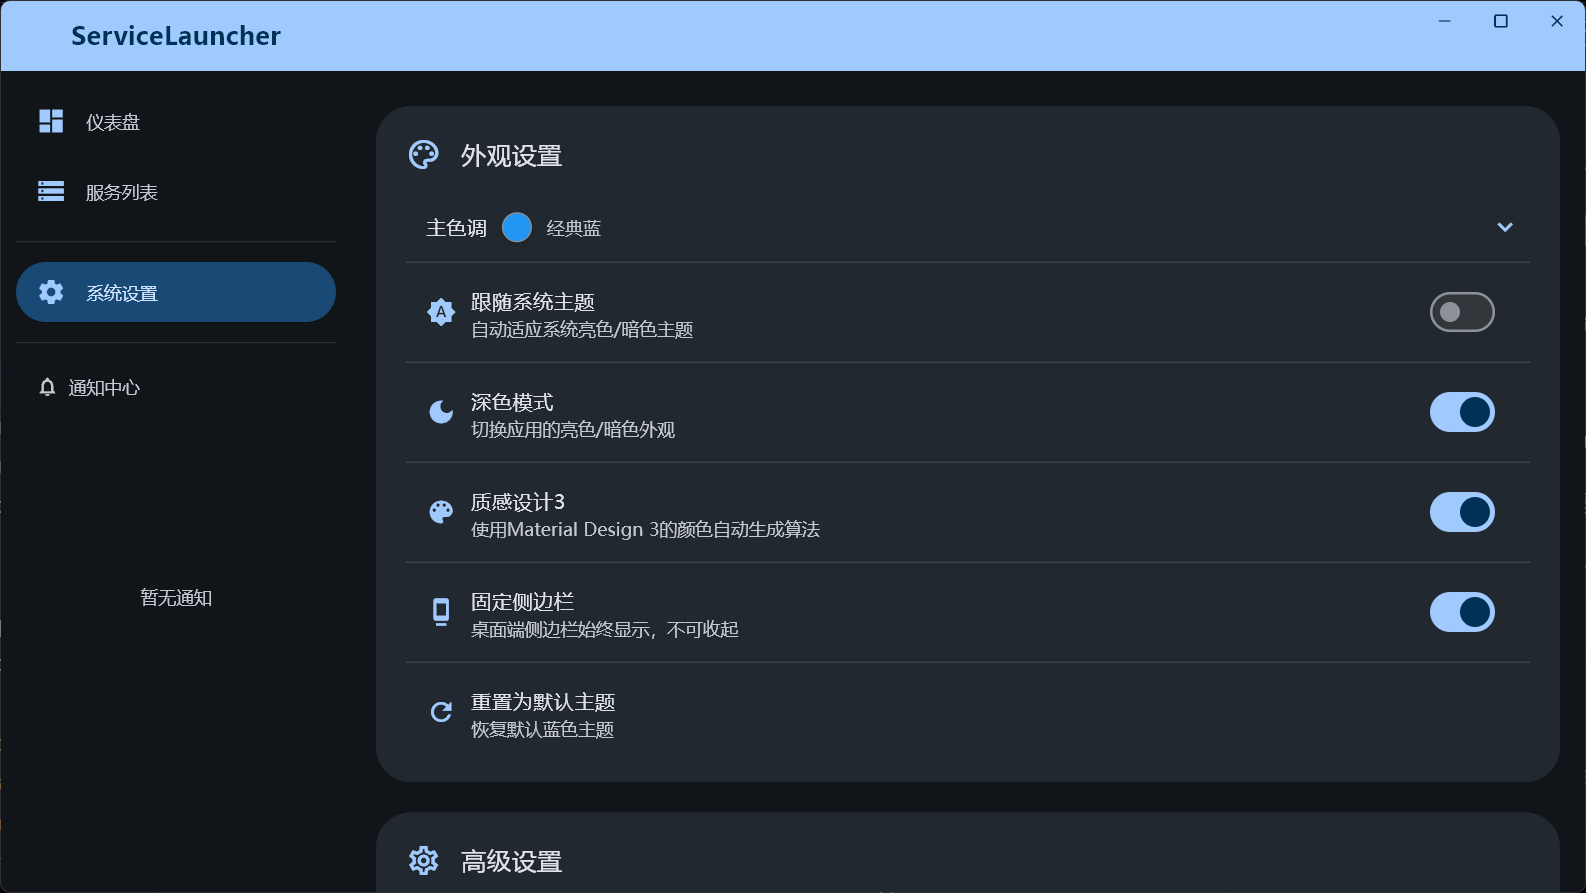 ServiceLauncher
仪表盘
服务列表
系统设置
通知中心
暂无通知
外观设置
主色调 经典蓝
跟随系统主题
自动适应系统亮色/暗色主题
深色模式
切换应用的亮色/暗色外观
质感设计3
使用Material Design 3的颜色自动生成算法
固定侧边栏
桌面端侧边栏始终显示，不可收起
重置为默认主题
恢复默认蓝色主题
高级设置